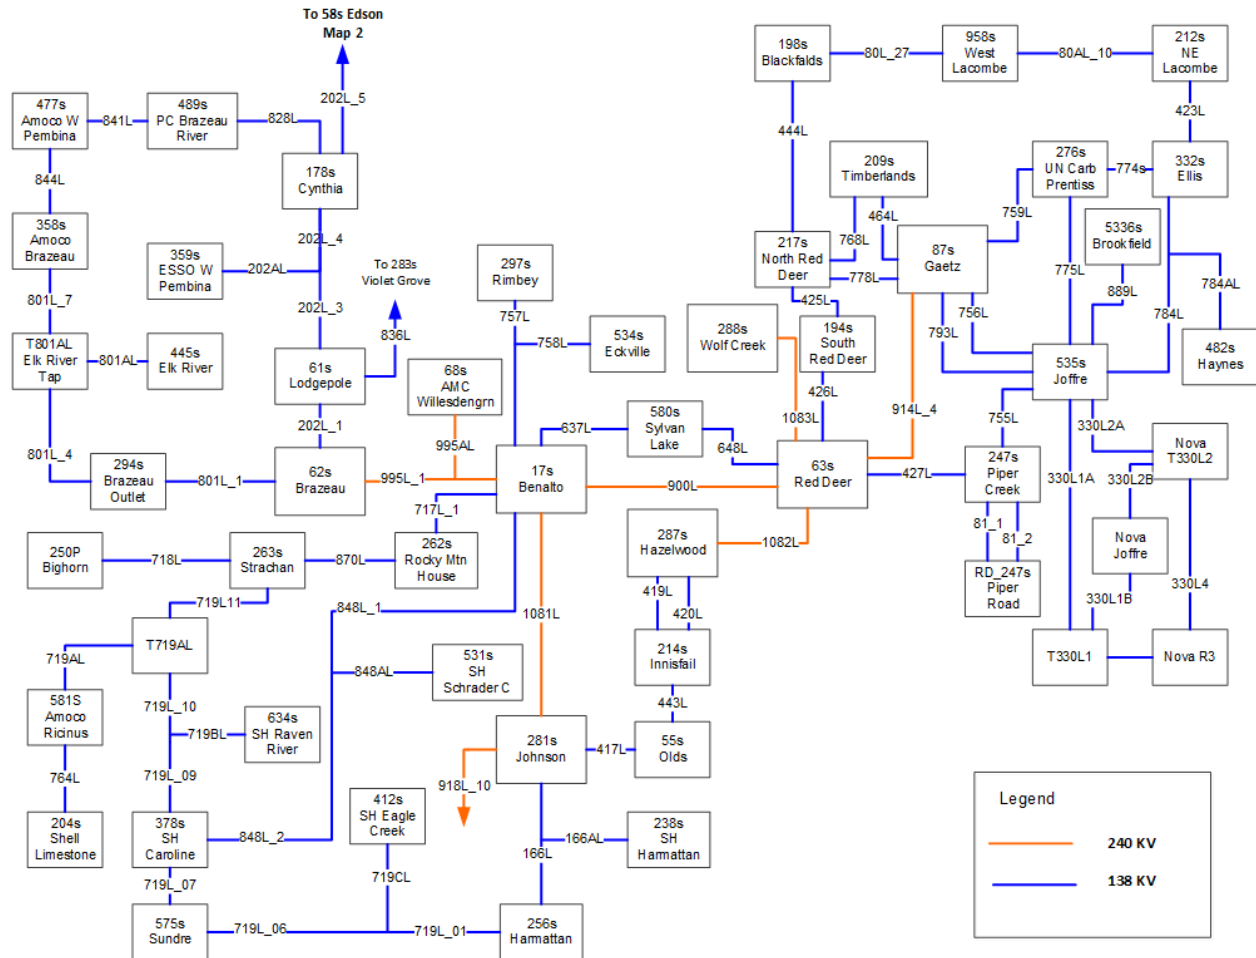 To 58s Edson
Map 2
202L_5
477s
Amoco W
Pembina
841L
489s
PC Brazeau
River
828L
178s
Cynthia
844L
358s
Amoco
Brazeau
202L_4
359s
ESSO W
Pembina
202AL
To 283s
Violet Grove
202L_3
836L
801L_7
T801AL
Elk River
Tap
801AL
445s
Elk River
61s
Lodgepole
202L_1
801L_4
294s
Brazeau
Outlet
801L_1
62s
Brazeau
995L_1
68s
AMC
Willesdengrn
995AL
297s
Rimbey
757L
758L
534s
Eckville
637L
580s
Sylvan
Lake
648L
17s
Benalto
900L
717L_1
250P
Bighorn
718L
263s
Strachan
870L
262s
Rocky Mtn
House
719L11
848L_1
1081L
T719AL
719AL
581S
Amoco
Ricinus
764L
204s
Shell
Limestone
719L_10
719BL
634s
SH Raven
River
719L_09
378s
SH
Caroline
848L_2
848AL
531s
SH
Schrader C
719L_07
575s
Sundre
719L_06
412s
SH Eagle
Creek
719CL
719L_01
256s
Harmattan
166L
166AL
238s
SH
Harmattan
281s
Johnson
918L_10
417L
55s
Olds
443L
214s
Innisfail
419L
420L
287s
Hazelwood
1082L
198s
Blackfalds
80L_27
958s
West
Lacombe
80AL_10
212s
NE
Lacombe
423L
444L
209s
Timberlands
276s
UN Carb
Prentiss
774s
332s
Ellis
768L
464L
759L
217s
North Red
Deer
778L
87s
Gaetz
5336s
Brookfield
775L
889L
784L
784AL
482s
Haynes
425L
288s
Wolf Creek
194s
South
Red Deer
793L
756L
535s
Joffre
1083L
426L
914L_4
755L
330L2A
Nova
T330L2
63s
Red Deer
427L
247s
Piper
Creek
330L1A
330L2B
81_1
81_2
Nova
Joffre
RD_247s
Piper
Road
330L1B
330L4
T330L1
Nova R3
Legend
240 KV
138 KV